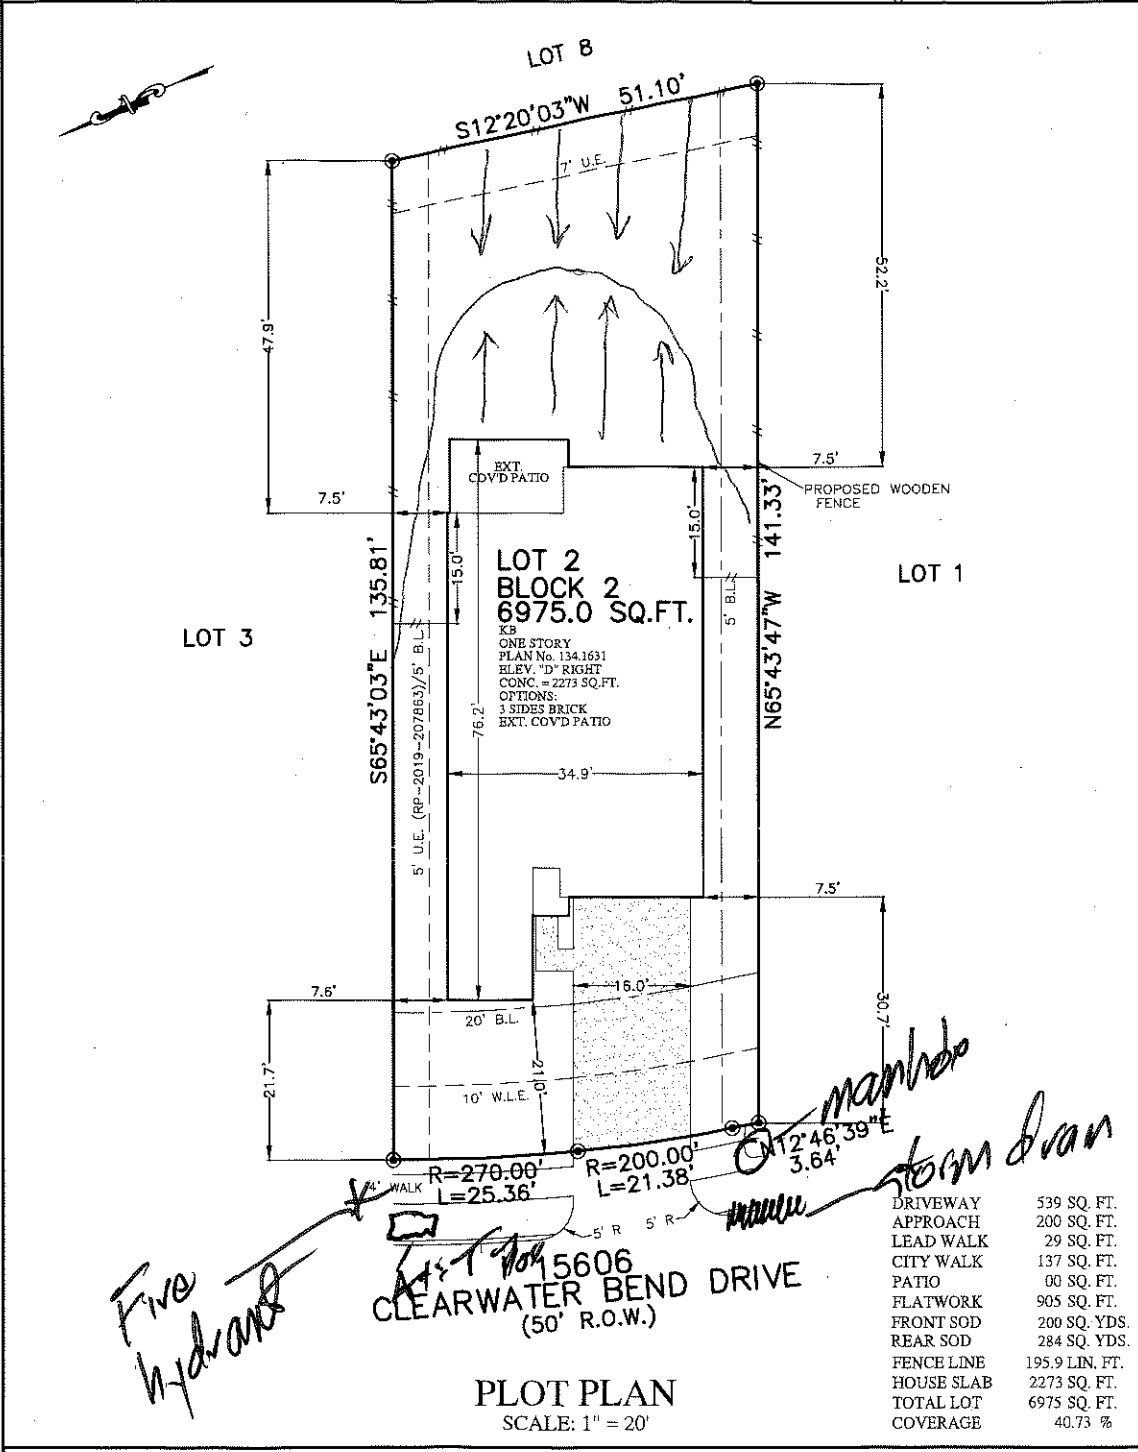 LOT 8
S12°20'03"W 51.10'
7' U.E.
47.9'
52.2'
EXT.
COV'D PATIO
7.5'
7.5'
PROPOSED WOODEN
FENCE
15.0'
15.0'
LOT 2
BLOCK 2
6975.0 SQ.FT.
KB
ONE STORY
PLAN No. 134.1631
ELEV. "D" RIGHT
CONC. = 2273 SQ.FT.
OPTIONS:
3 SIDES BRICK
EXT. COV'D PATIO
LOT 3
LOT 1
S65°43'03"E 135.81'
N65°43'47"W 141.33'
5' U.E. (RP-2019-207863)/5' B.L.
5' B.L.
76.2'
34.9'
7.5'
7.6'
16.0'
20' B.L.
21.7'
21.0'
30.7'
10' W.L.E.
manhole
N12°46'39"E
3.64'
R=270.00'
L=25.36'
R=200.00'
L=21.38'
4' WALK
storm drain
5' R
5' R
Fire
hydrant
AT&T Box
15606
CLEARWATER BEND DRIVE
(50' R.O.W.)
PLOT PLAN
SCALE: 1" = 20'
DRIVEWAY 539 SQ. FT.
APPROACH 200 SQ. FT.
LEAD WALK 29 SQ. FT.
CITY WALK 137 SQ. FT.
PATIO 00 SQ. FT.
FLATWORK 905 SQ. FT.
FRONT SOD 200 SQ. YDS.
REAR SOD 284 SQ. YDS.
FENCE LINE 195.9 LIN. FT.
HOUSE SLAB 2273 SQ. FT.
TOTAL LOT 6975 SQ. FT.
COVERAGE 40.73 %